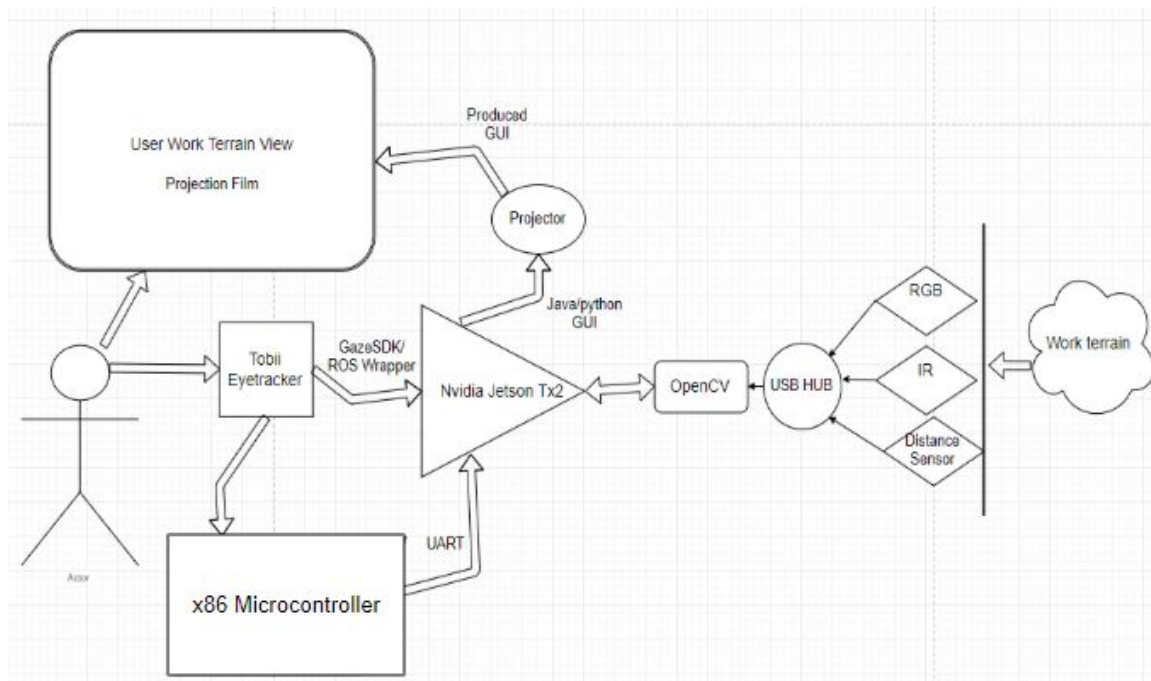 User Work Terrain View
Projection Film
Produced
GUI
Projector
Java/python
GUI
Tobii
Eyetracker
GazeSDK/
ROS Wrapper
Nvidia Jetson Tx2
OpenCV
USB HUB
RGB
IR
Distance
Sensor
Work terrain
UART
x86 Microcontroller
Actor